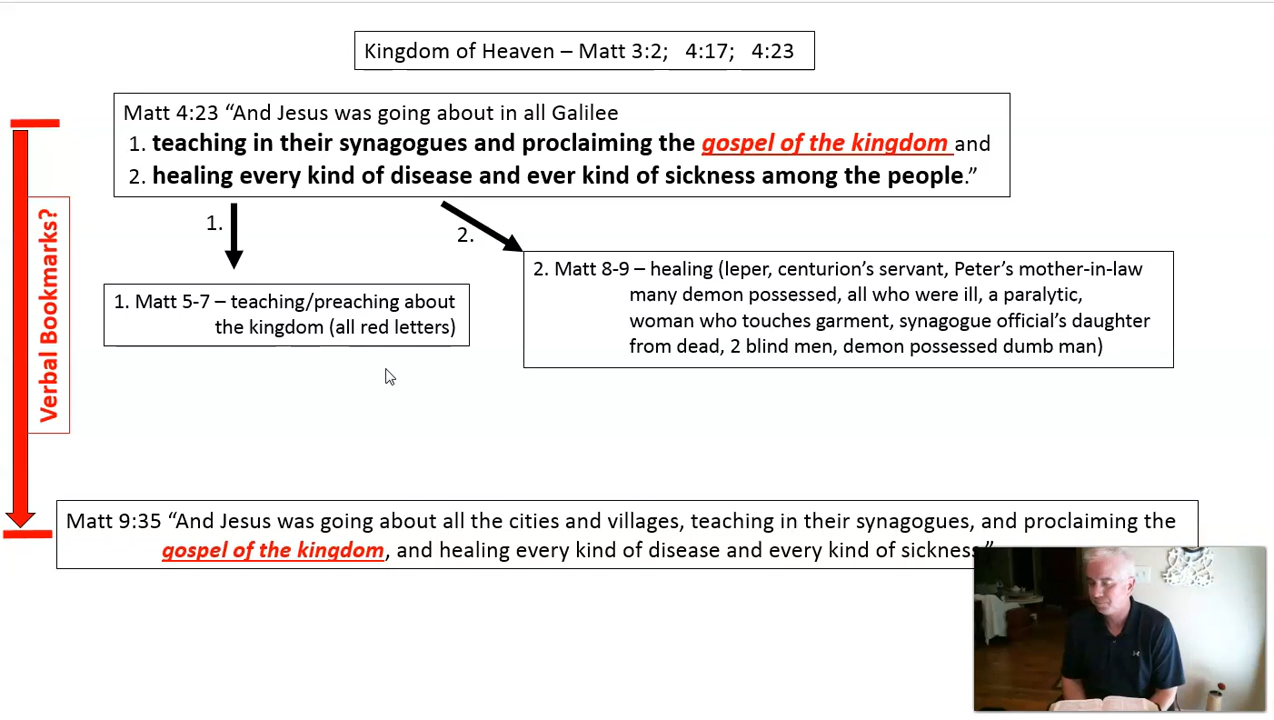 Kingdom of Heaven – Matt 3:2; 4:17; 4:23
Matt 4:23 “And Jesus was going about in all Galilee
1. teaching in their synagogues and proclaiming the gospel of the kingdom and
2. healing every kind of disease and ever kind of sickness among the people.”
1.
2.
Verbal Bookmarks?
1. Matt 5-7 – teaching/preaching about
the kingdom (all red letters)
2. Matt 8-9 – healing (leper, centurion’s servant, Peter’s mother-in-law
many demon possessed, all who were ill, a paralytic,
woman who touches garment, synagogue official’s daughter
from dead, 2 blind men, demon possessed dumb man)
Matt 9:35 “And Jesus was going about all the cities and villages, teaching in their synagogues, and proclaiming the
gospel of the kingdom, and healing every kind of disease and every kind of sickness.”